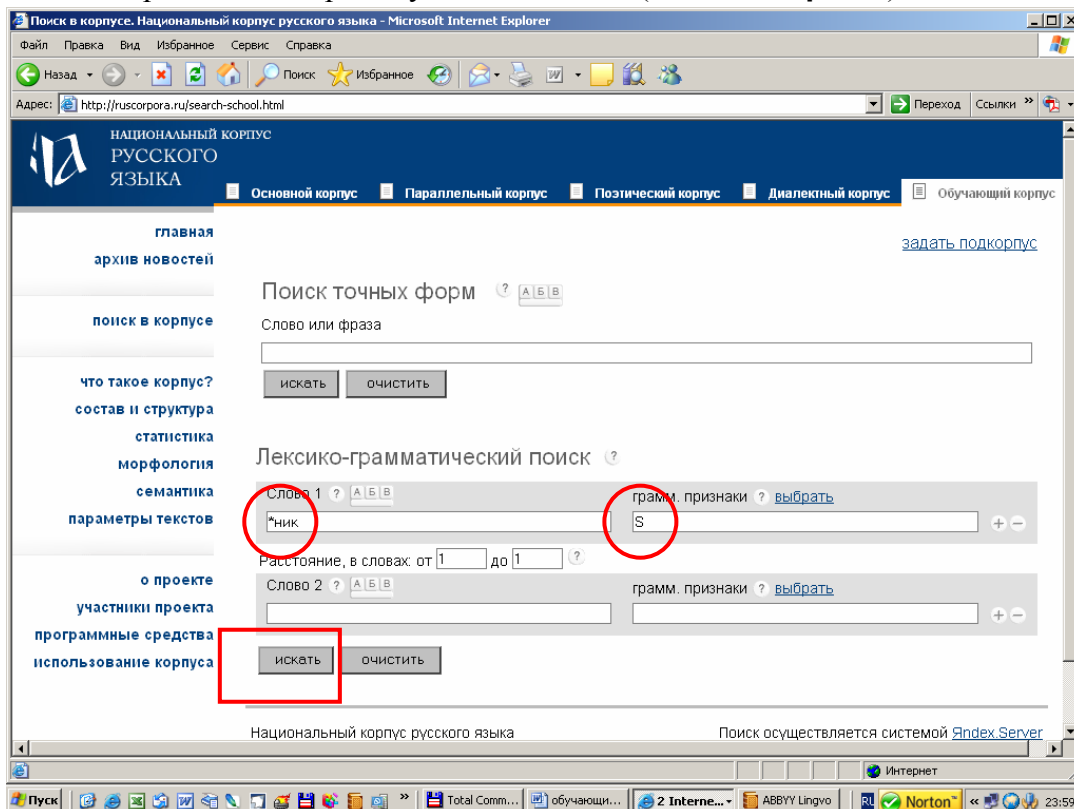 Поиск в корпусе. Национальный корпус русского языка - Microsoft Internet Explorer
Файл Правка Вид Избранное Сервис Справка
Назад Поиск Избранное
Адрес: http://ruscorpora.ru/search-school.html Переход Ссылки »
НАЦИОНАЛЬНЫЙ КОРПУС
РУССКОГО
ЯЗЫКА
Основной корпус Параллельный корпус Поэтический корпус Диалектный корпус Обучающий корпус
главная
задать подкорпус
архив новостей
Поиск точных форм ? А Б В
поиск в корпусе
Слово или фраза
что такое корпус?
искать очистить
состав и структура
статистика
морфология
Лексико-грамматический поиск ?
семантика
Слово 1 ? А Б В грамм. признаки ? выбрать
параметры текстов
*ник S + −
Расстояние, в словах: от 1 до 1 ?
о проекте
Слово 2 ? А Б В грамм. признаки ? выбрать
участники проекта
+ −
программные средства
использование корпуса
искать очистить
Национальный корпус русского языка Поиск осуществляется системой Яndex.Server
Интернет
Пуск » Total Comm... обучающи... 2 Interne... ABBYY Lingvo RL Norton™ « 23:59